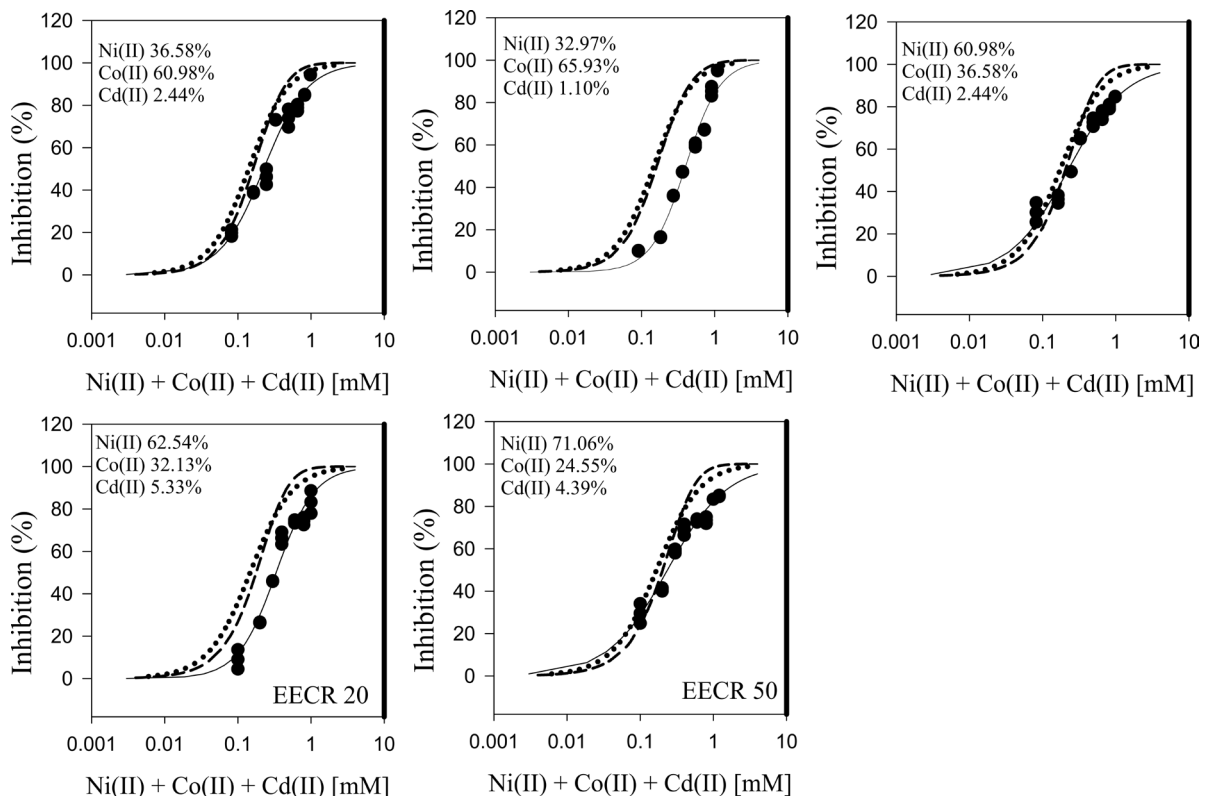 120
100
80
60
40
20
0
Inhibition (%)
Ni(II) 36.58%
Co(II) 60.98%
Cd(II) 2.44%
0.001 0.01 0.1 1 10
Ni(II) + Co(II) + Cd(II) [mM]
120
100
80
60
40
20
0
Inhibition (%)
Ni(II) 32.97%
Co(II) 65.93%
Cd(II) 1.10%
0.001 0.01 0.1 1 10
Ni(II) + Co(II) + Cd(II) [mM]
120
100
80
60
40
20
0
Inhibition (%)
Ni(II) 60.98%
Co(II) 36.58%
Cd(II) 2.44%
0.001 0.01 0.1 1 10
Ni(II) + Co(II) + Cd(II) [mM]
120
100
80
60
40
20
0
Inhibition (%)
Ni(II) 62.54%
Co(II) 32.13%
Cd(II) 5.33%
EECR 20
0.001 0.01 0.1 1 10
Ni(II) + Co(II) + Cd(II) [mM]
120
100
80
60
40
20
0
Inhibition (%)
Ni(II) 71.06%
Co(II) 24.55%
Cd(II) 4.39%
EECR 50
0.001 0.01 0.1 1 10
Ni(II) + Co(II) + Cd(II) [mM]